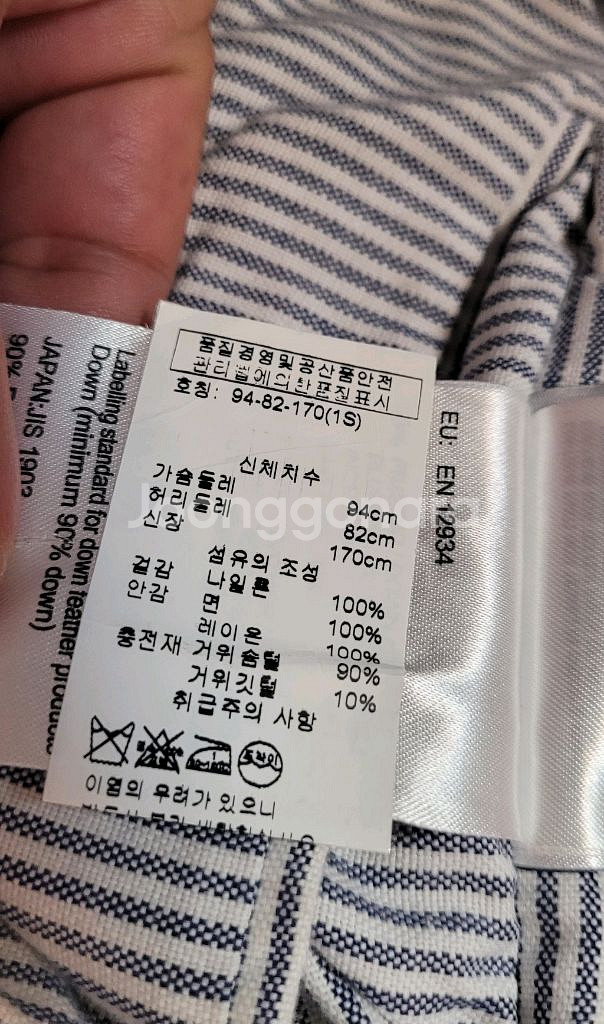 품질경영및공산품안전
관리법에의한품질표시
호칭: 94-82-170(1S)
신체치수
가슴둘레 94cm
허리둘레 82cm
신장 170cm
섬유의 조성
겉감 나일론 100%
안감 면 100%
레이온 100%
충전재 거위솜털 90%
거위깃털 10%
취급주의 사항
드라이
이염의 우려가 있으니
Labelling standard for down feather
Down (minimum 90% down)
JAPAN:JIS
90%
EU: EN 12934